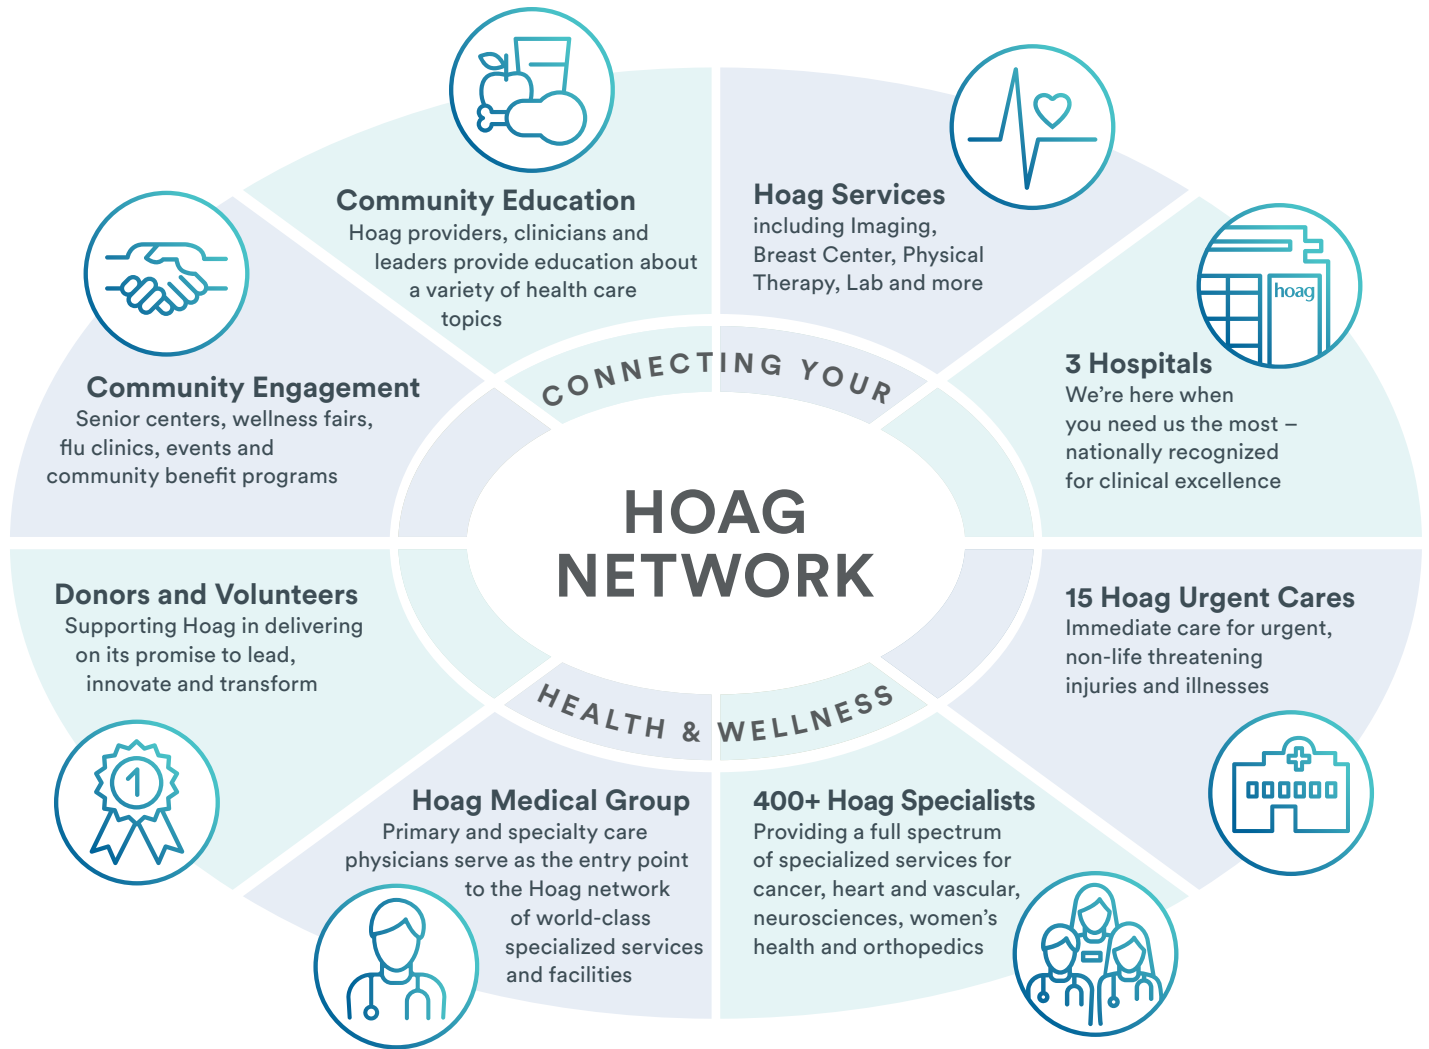 Community Education
Hoag providers, clinicians and
leaders provide education about
a variety of health care
topics
Hoag Services
including Imaging,
Breast Center, Physical
Therapy, Lab and more
hoag
3 Hospitals
We're here when
you need us the most –
nationally recognized
for clinical excellence
Community Engagement
Senior centers, wellness fairs,
flu clinics, events and
community benefit programs
CONNECTING YOUR
HOAG
NETWORK
HEALTH & WELLNESS
Donors and Volunteers
Supporting Hoag in delivering
on its promise to lead,
innovate and transform
1
15 Hoag Urgent Cares
Immediate care for urgent,
non-life threatening
injuries and illnesses
Hoag Medical Group
Primary and specialty care
physicians serve as the entry point
to the Hoag network
of world-class
specialized services
and facilities
400+ Hoag Specialists
Providing a full spectrum
of specialized services for
cancer, heart and vascular,
neurosciences, women's
health and orthopedics